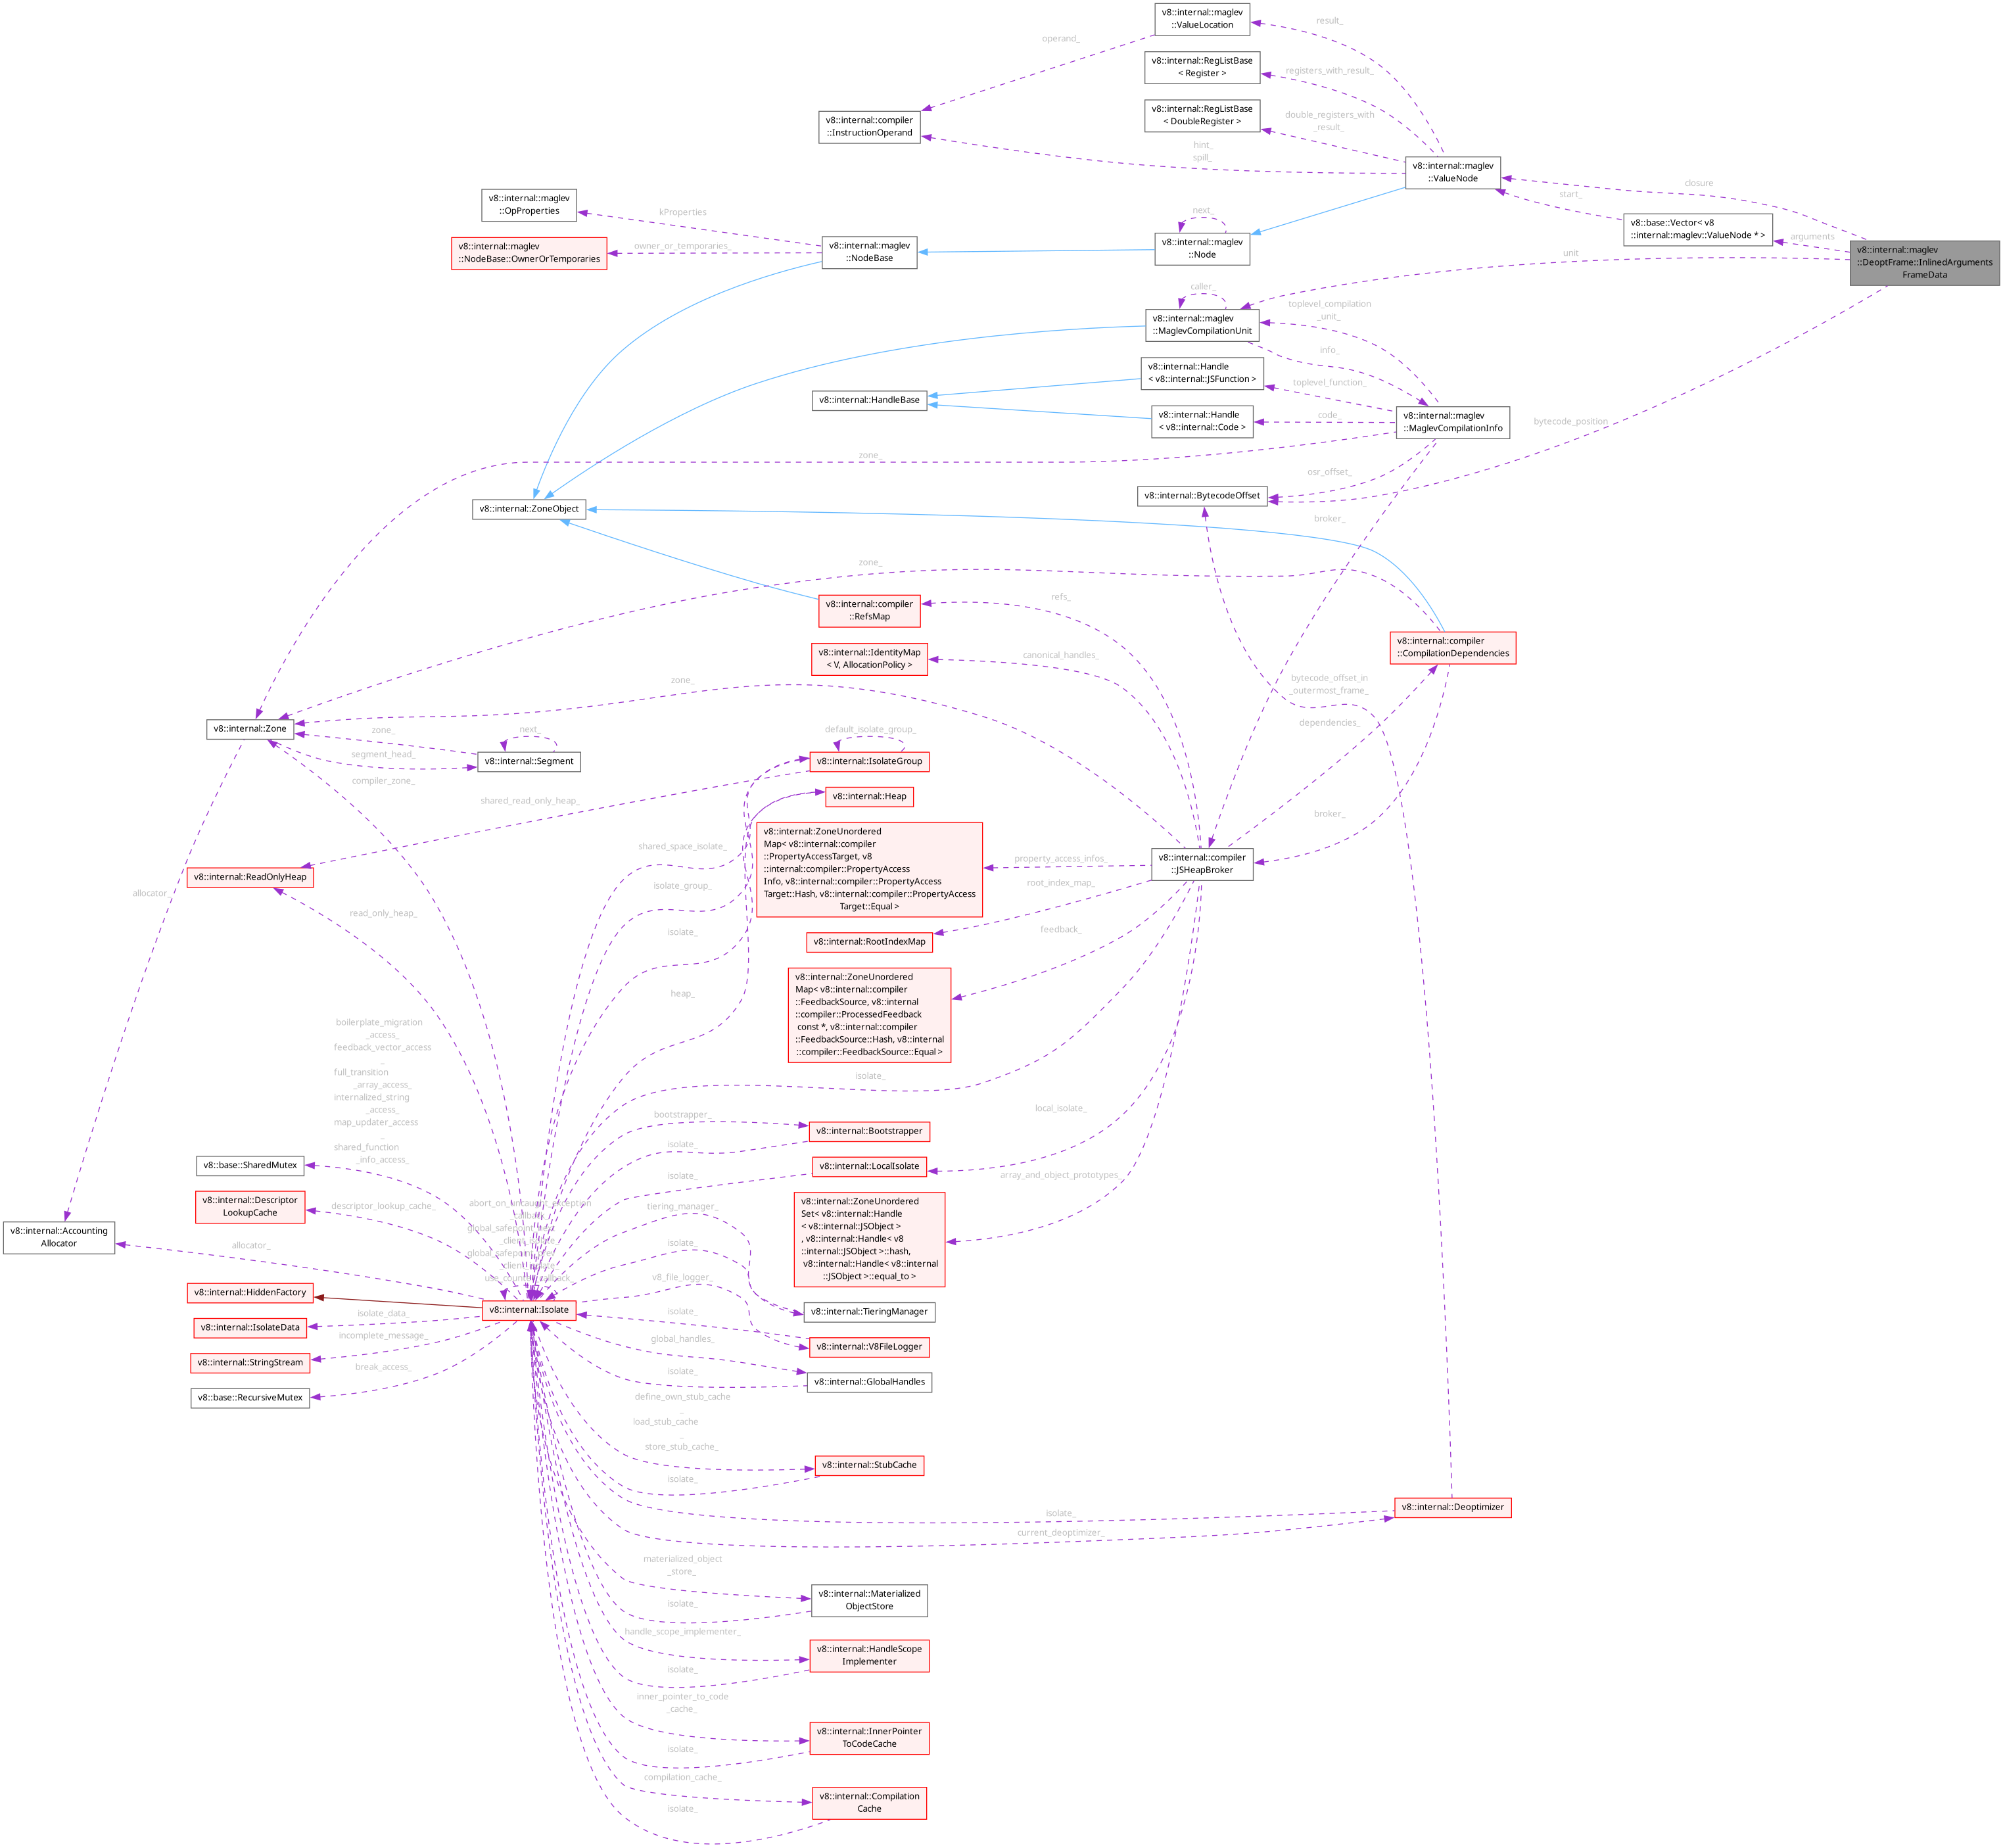 v8::internal::maglev
::ValueLocation
result_
operand_
v8::internal::RegListBase
< Register >
registers_with_result_
v8::internal::RegListBase
< DoubleRegister >
double_registers_with
_result_
v8::internal::compiler
::InstructionOperand
hint_
spill_
v8::internal::maglev
::ValueNode
closure
start_
v8::internal::maglev
::OpProperties
kProperties
v8::internal::maglev
::NodeBase::OwnerOrTemporaries
owner_or_temporaries_
v8::internal::maglev
::NodeBase
next_
v8::internal::maglev
::Node
v8::base::Vector< v8
::internal::maglev::ValueNode * >
arguments
v8::internal::maglev
::DeoptFrame::InlinedArguments
FrameData
unit
caller_
v8::internal::maglev
::MaglevCompilationUnit
toplevel_compilation
_unit_
info_
v8::internal::Handle
< v8::internal::JSFunction >
toplevel_function_
v8::internal::HandleBase
v8::internal::Handle
< v8::internal::Code >
code_
v8::internal::maglev
::MaglevCompilationInfo
bytecode_position
zone_
osr_offset_
v8::internal::BytecodeOffset
v8::internal::ZoneObject
broker_
zone_
v8::internal::compiler
::RefsMap
refs_
v8::internal::compiler
::CompilationDependencies
v8::internal::IdentityMap
< V, AllocationPolicy >
canonical_handles_
zone_
bytecode_offset_in
_outermost_frame_
dependencies_
v8::internal::Zone
zone_
next_
segment_head_
v8::internal::Segment
default_isolate_group_
v8::internal::IsolateGroup
compiler_zone_
shared_read_only_heap_
v8::internal::Heap
broker_
shared_space_isolate_
v8::internal::ZoneUnordered
Map< v8::internal::compiler
::PropertyAccessTarget, v8
::internal::compiler::PropertyAccess
Info, v8::internal::compiler::PropertyAccess
Target::Hash, v8::internal::compiler::PropertyAccess
Target::Equal >
property_access_infos_
v8::internal::compiler
::JSHeapBroker
v8::internal::ReadOnlyHeap
isolate_group_
root_index_map_
allocator_
read_only_heap_
isolate_
v8::internal::RootIndexMap
feedback_
heap_
v8::internal::ZoneUnordered
Map< v8::internal::compiler
::FeedbackSource, v8::internal
::compiler::ProcessedFeedback
const *, v8::internal::compiler
::FeedbackSource::Hash, v8::internal
::compiler::FeedbackSource::Equal >
boilerplate_migration
_access_
feedback_vector_access
_
full_transition
_array_access_
internalized_string
_access_
map_updater_access
_
shared_function
_info_access_
isolate_
local_isolate_
bootstrapper_
v8::internal::Bootstrapper
isolate_
v8::base::SharedMutex
v8::internal::LocalIsolate
isolate_
array_and_object_prototypes_
v8::internal::Descriptor
LookupCache
descriptor_lookup_cache_
abort_on_uncaught_exception
tiering_manager_
v8::internal::ZoneUnordered
Set< v8::internal::Handle
< v8::internal::JSObject >
, v8::internal::Handle< v8
::internal::JSObject >::hash,
v8::internal::Handle< v8::internal
::JSObject >::equal_to >
v8::internal::Accounting
Allocator
allocator_
isolate_
v8_file_logger_
v8::internal::HiddenFactory
v8::internal::Isolate
v8::internal::TieringManager
isolate_data_
v8::internal::IsolateData
isolate_
incomplete_message_
global_handles_
v8::internal::V8FileLogger
v8::internal::StringStream
break_access_
isolate_
v8::internal::GlobalHandles
v8::base::RecursiveMutex
define_own_stub_cache
_
load_stub_cache
_
store_stub_cache_
v8::internal::StubCache
isolate_
v8::internal::Deoptimizer
isolate_
current_deoptimizer_
materialized_object
_store_
v8::internal::Materialized
ObjectStore
isolate_
handle_scope_implementer_
v8::internal::HandleScope
Implementer
isolate_
inner_pointer_to_code
_cache_
v8::internal::InnerPointer
ToCodeCache
isolate_
compilation_cache_
v8::internal::Compilation
Cache
isolate_